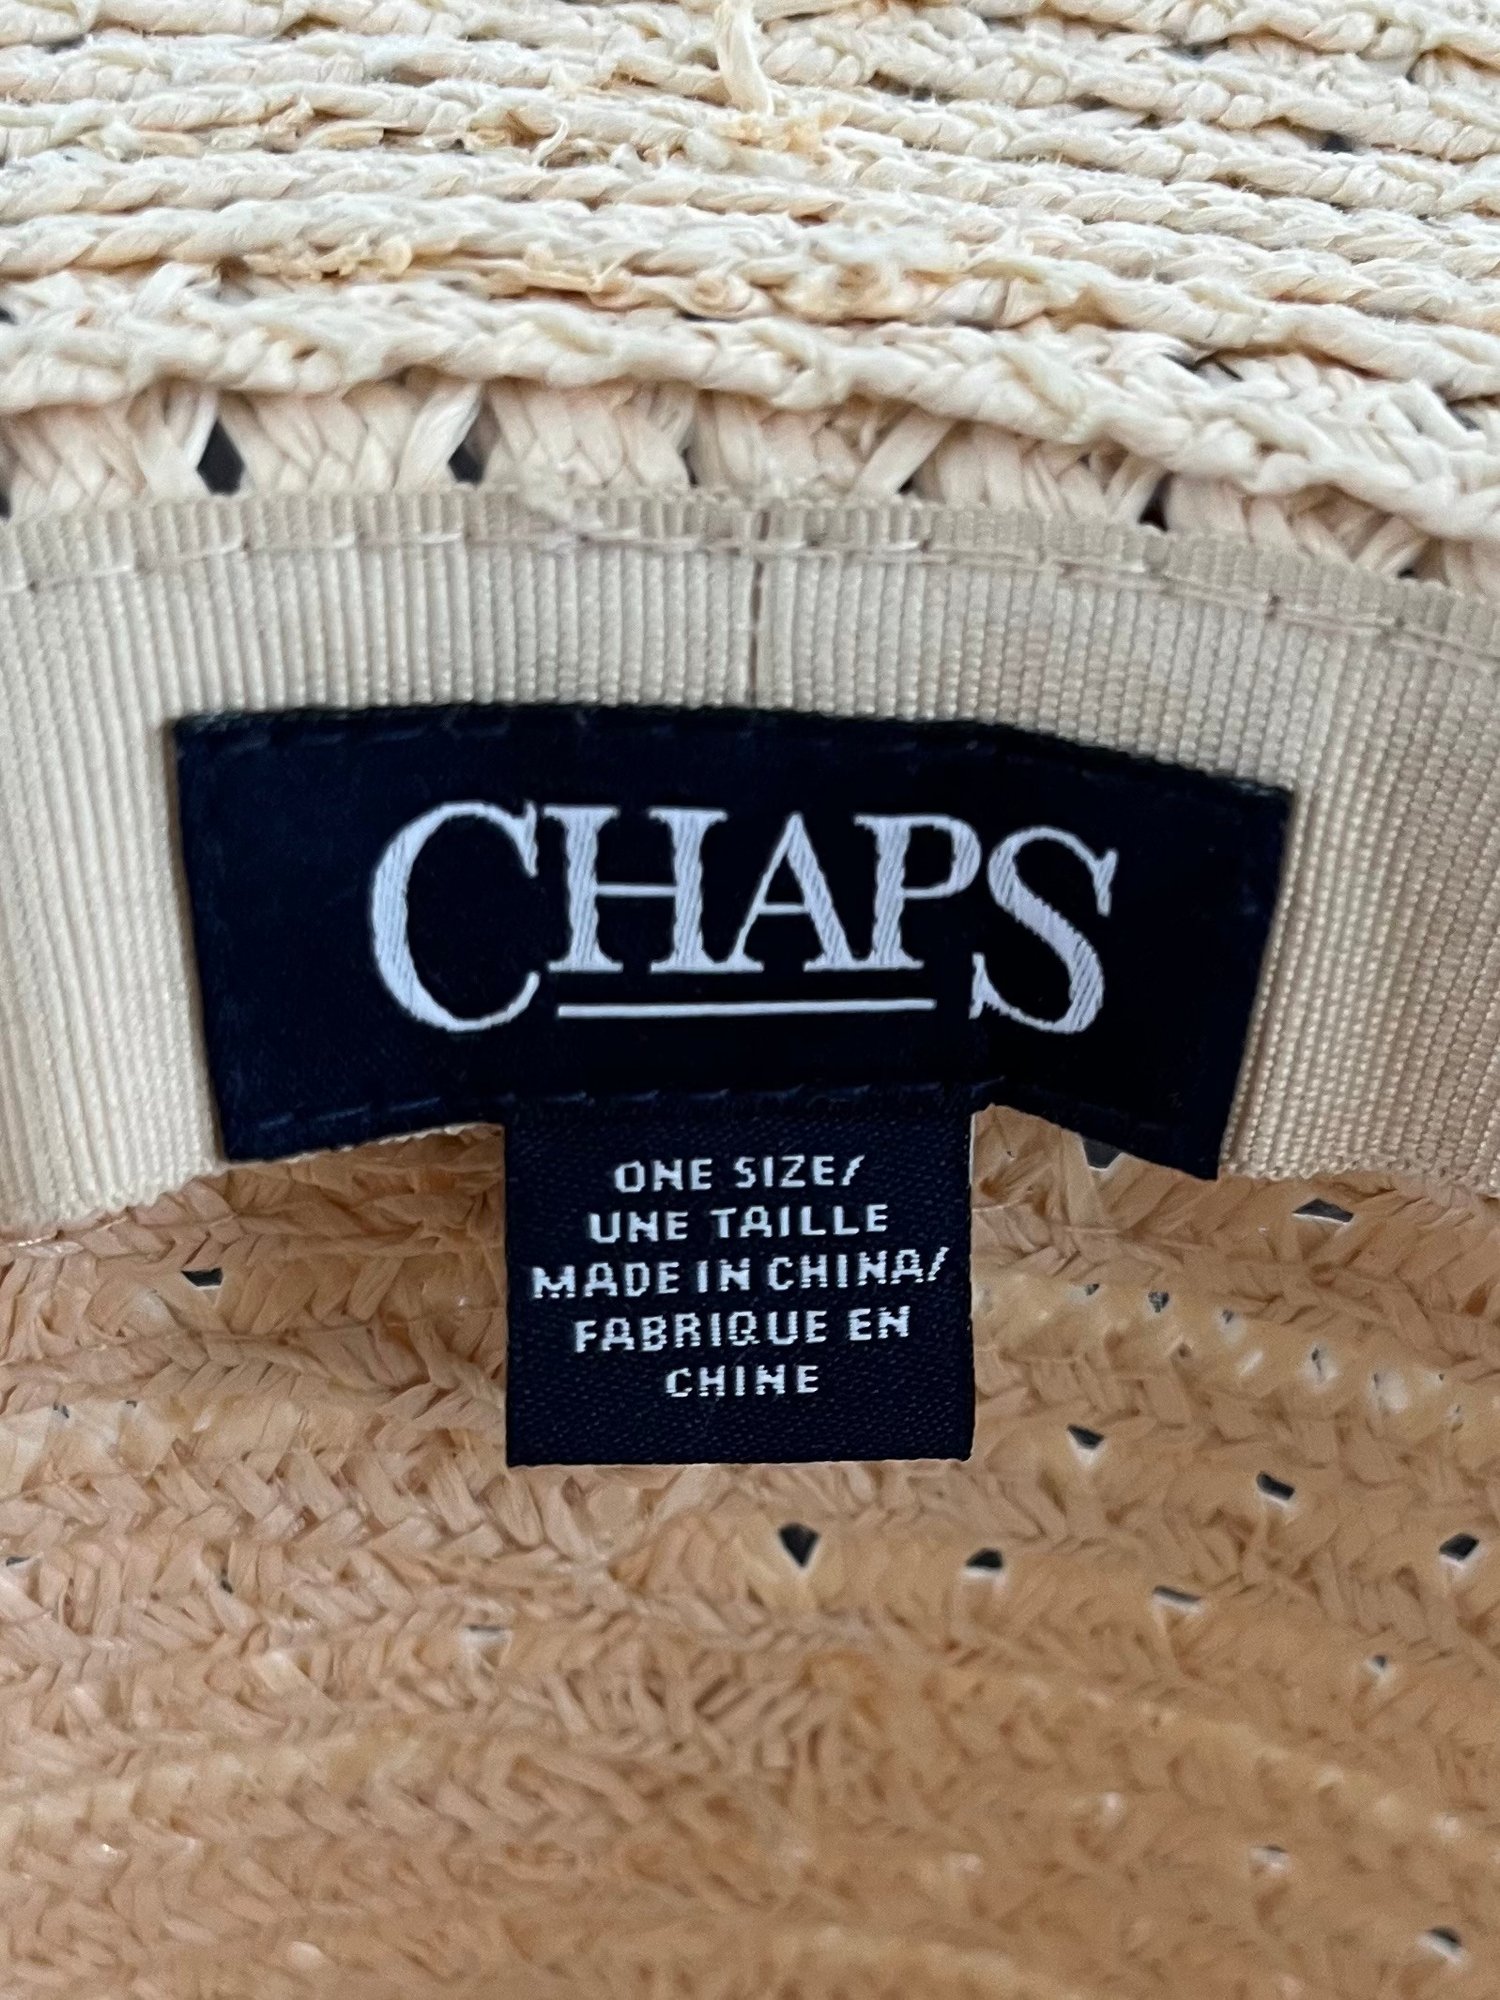 CHAPS
ONE SIZE/
UNE TAILLE
MADE IN CHINA/
FABRIQUE EN
CHINE